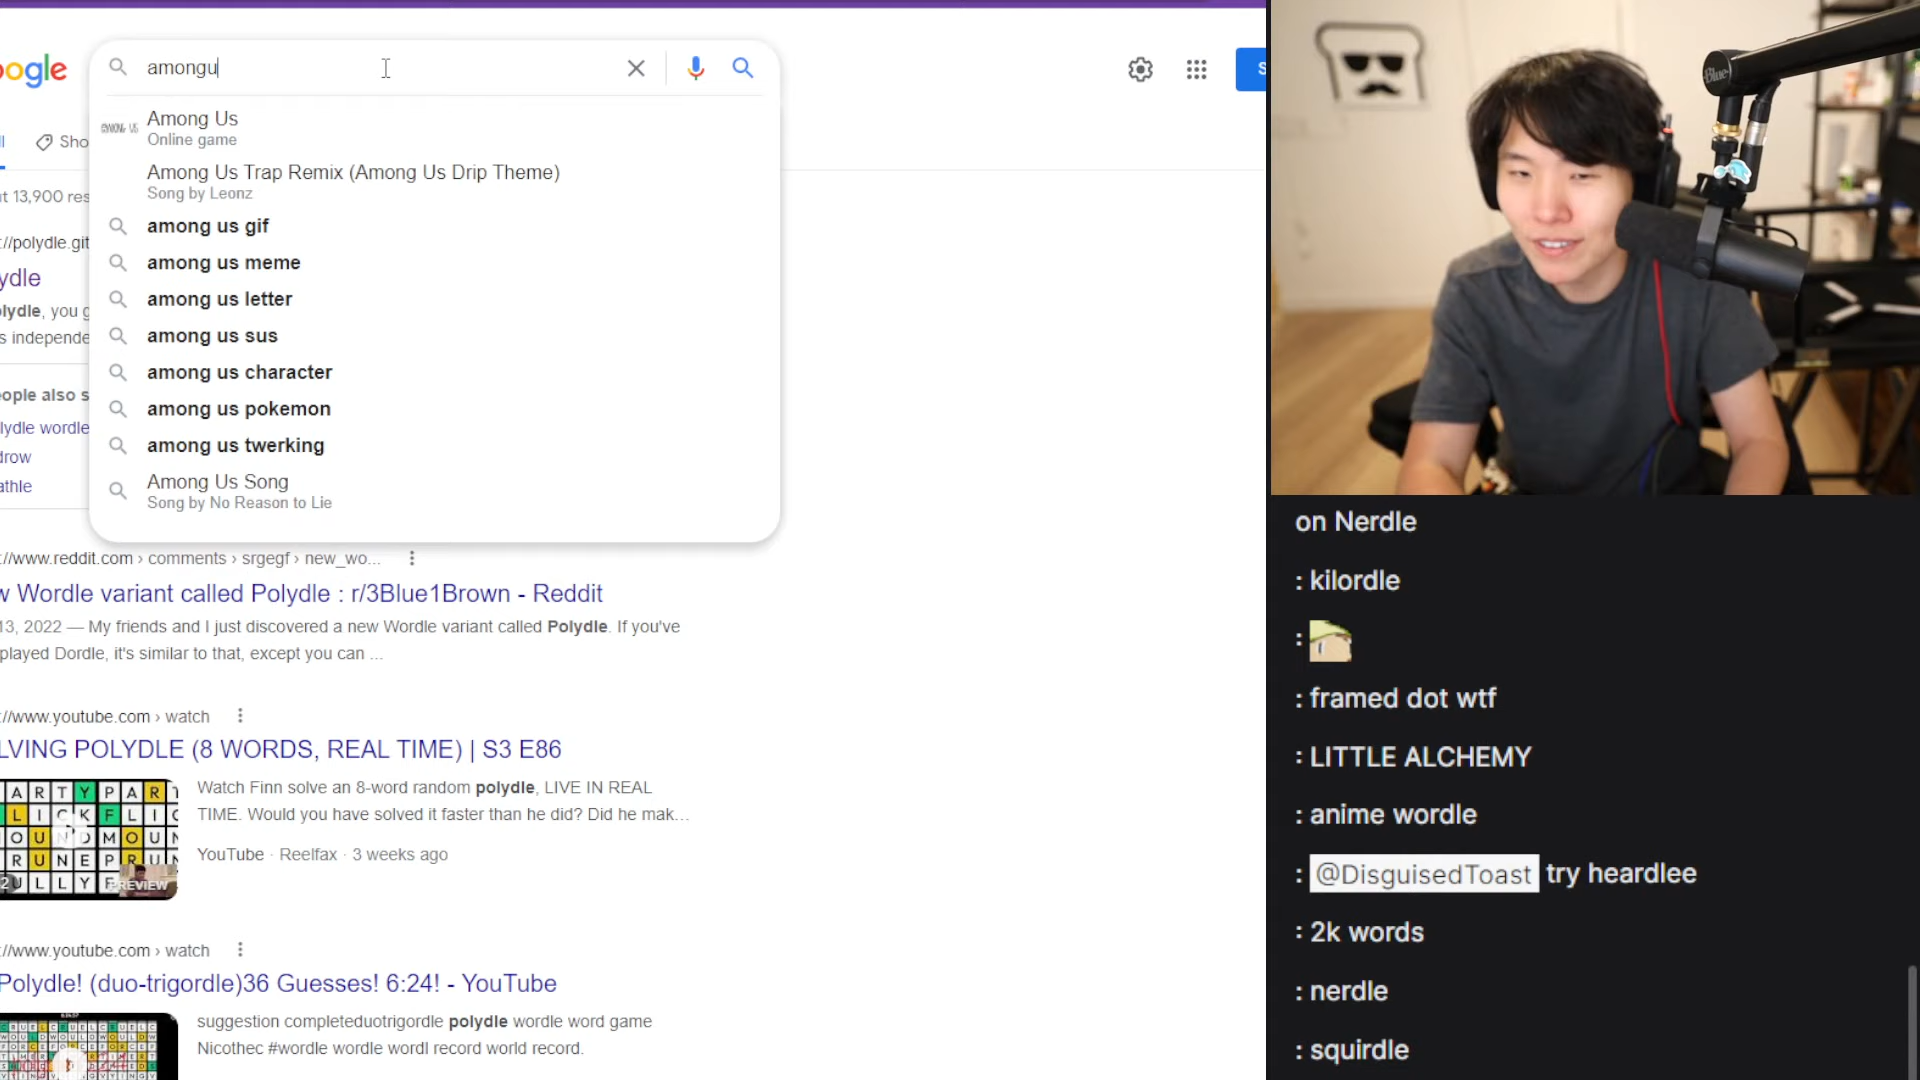 oogle
amongu
S
Among Us
Online game
Among Us Trap Remix (Among Us Drip Theme)
Song by Leonz
among us gif
among us meme
among us letter
among us sus
among us character
among us pokemon
among us twerking
Among Us Song
Song by No Reason to Lie
ll
Sho
t 13,900 res
://polydle.git
ydle
olydle, you g
s independe
eople also s
lydle wordle
drow
athle
://www.reddit.com › comments › srgegf › new_wo...
w Wordle variant called Polydle : r/3Blue1Brown - Reddit
13, 2022 — My friends and I just discovered a new Wordle variant called Polydle. If you've
played Dordle, it's similar to that, except you can ...
://www.youtube.com › watch
LVING POLYDLE (8 WORDS, REAL TIME) | S3 E86
Watch Finn solve an 8-word random polydle, LIVE IN REAL
TIME. Would you have solved it faster than he did? Did he mak...
YouTube · Reelfax · 3 weeks ago
PREVIEW
://www.youtube.com › watch
Polydle! (duo-trigordle)36 Guesses! 6:24! - YouTube
suggestion completeduotrigordle polydle wordle word game
Nicothec #wordle wordle wordl record world record.
Blue
on Nerdle
: kilordle
:
: framed dot wtf
: LITTLE ALCHEMY
: anime wordle
: @DisguisedToast try heardlee
: 2k words
: nerdle
: squirdle